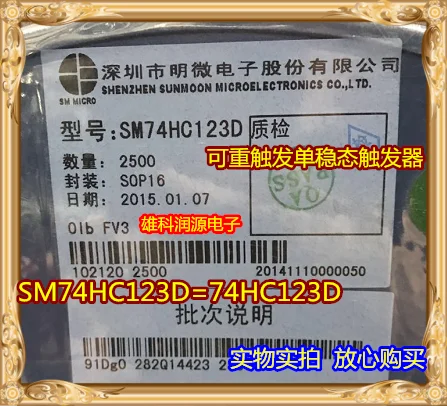 深圳市明微电子股份有限公司
SHENZHEN SUNMOON MICROELECTRONICS CO.,LTD.
SM MICRO
型号:SM74HC123D
质检
数量: 2500
可重触发单稳态触发器
封装: SOP16
QA PASS
日期: 2015.01.07
01b FV3
雄科润源电子
102120 2500 20141110000050
SM74HC123D=74HC123D
批次说明
实物实拍 放心购买
91Dg0 282Q14423